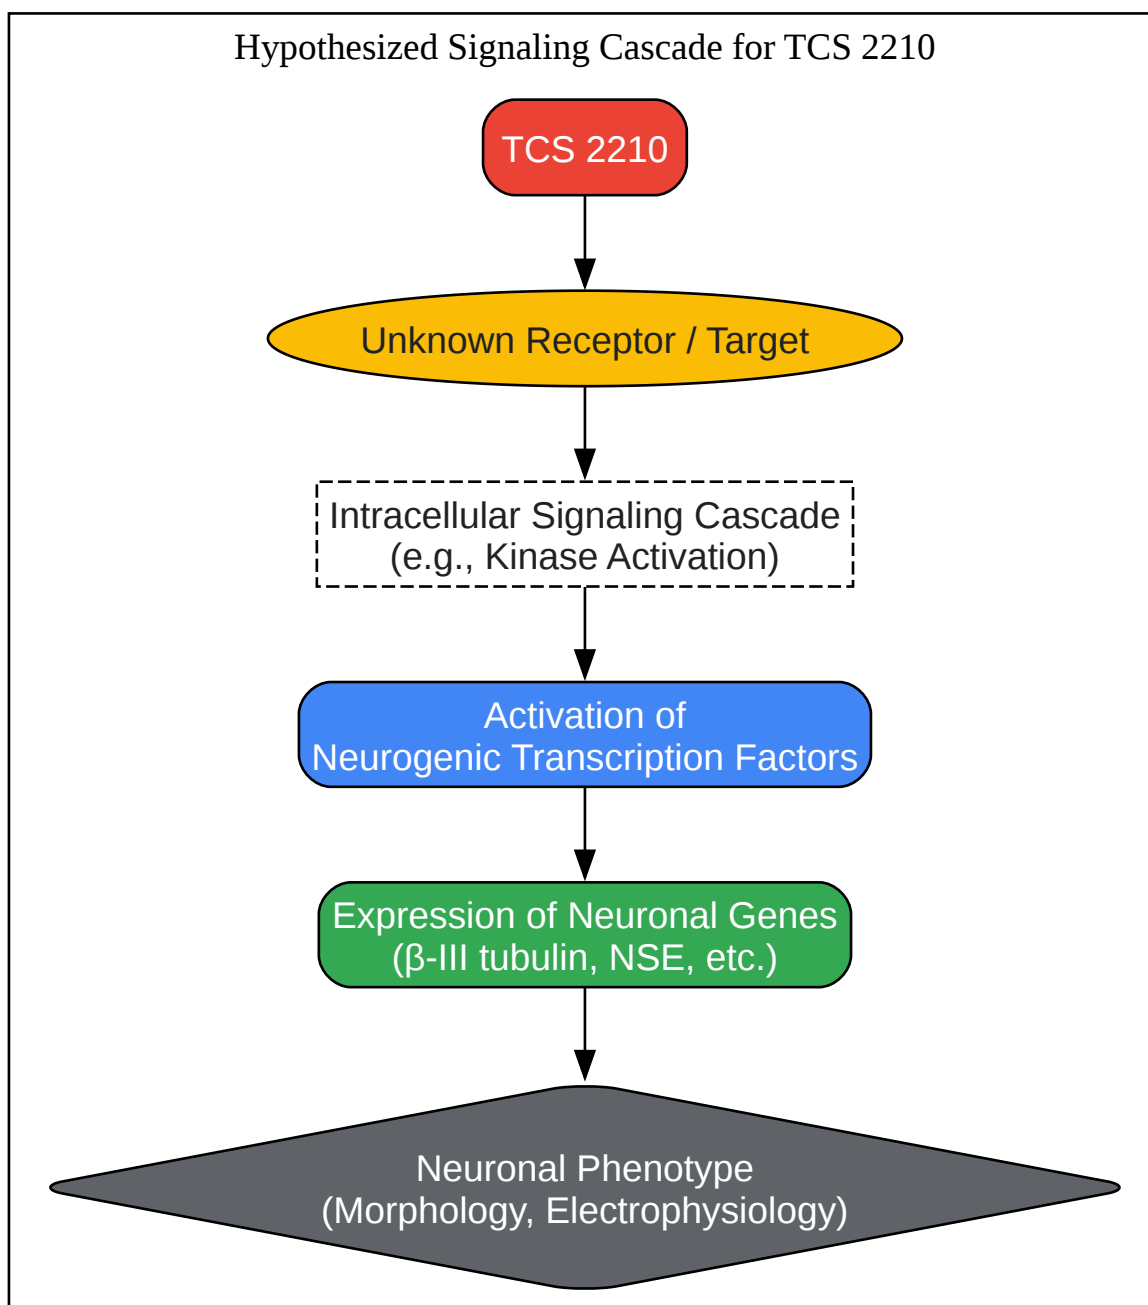 Hypothesized Signaling Cascade for TCS 2210
TCS 2210
Unknown Receptor / Target
Intracellular Signaling Cascade
(e.g., Kinase Activation)
Activation of
Neurogenic Transcription Factors
Expression of Neuronal Genes
(β-III tubulin, NSE, etc.)
Neuronal Phenotype
(Morphology, Electrophysiology)